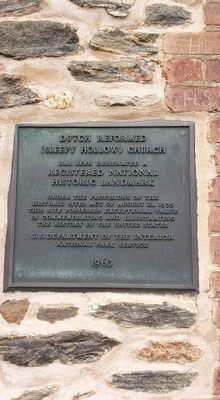 DUTCH REFORMED
(SLEEPY HOLLOW) CHURCH
HAS BEEN DESIGNATED A
REGISTERED NATIONAL
HISTORIC LANDMARK
UNDER THE PROVISIONS OF THE
HISTORIC SITES ACT OF AUGUST 21, 1935
THIS SITE POSSESSES EXCEPTIONAL VALUE
IN COMMEMORATING AND ILLUSTRATING
THE HISTORY OF THE UNITED STATES
U. S. DEPARTMENT OF THE INTERIOR
NATIONAL PARK SERVICE
1963